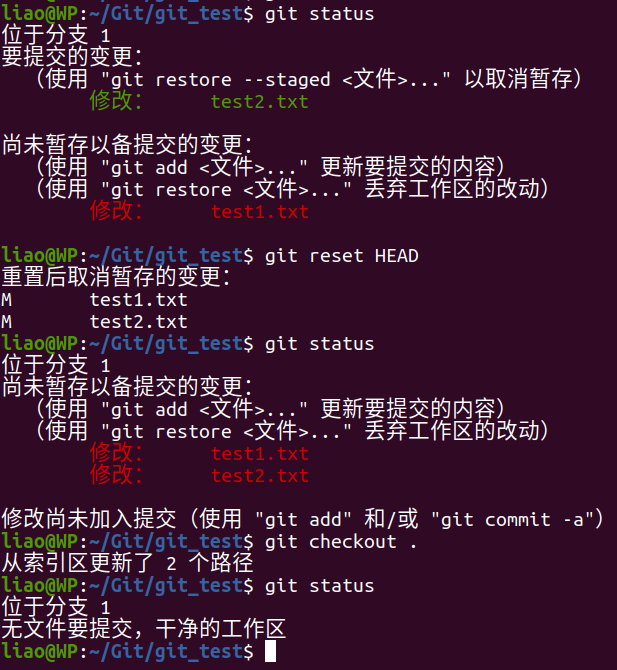 liao@WP:~/Git/git_test$ git status
位于分支 1
要提交的变更：
（使用 "git restore --staged <文件>..." 以取消暂存）
修改：     test2.txt
尚未暂存以备提交的变更：
（使用 "git add <文件>..." 更新要提交的内容）
（使用 "git restore <文件>..." 丢弃工作区的改动）
修改：     test1.txt
liao@WP:~/Git/git_test$ git reset HEAD
重置后取消暂存的变更：
M       test1.txt
M       test2.txt
liao@WP:~/Git/git_test$ git status
位于分支 1
尚未暂存以备提交的变更：
（使用 "git add <文件>..." 更新要提交的内容）
（使用 "git restore <文件>..." 丢弃工作区的改动）
修改：     test1.txt
修改：     test2.txt
修改尚未加入提交（使用 "git add" 和/或 "git commit -a"）
liao@WP:~/Git/git_test$ git checkout .
从索引区更新了 2 个路径
liao@WP:~/Git/git_test$ git status
位于分支 1
无文件要提交，干净的工作区
liao@WP:~/Git/git_test$